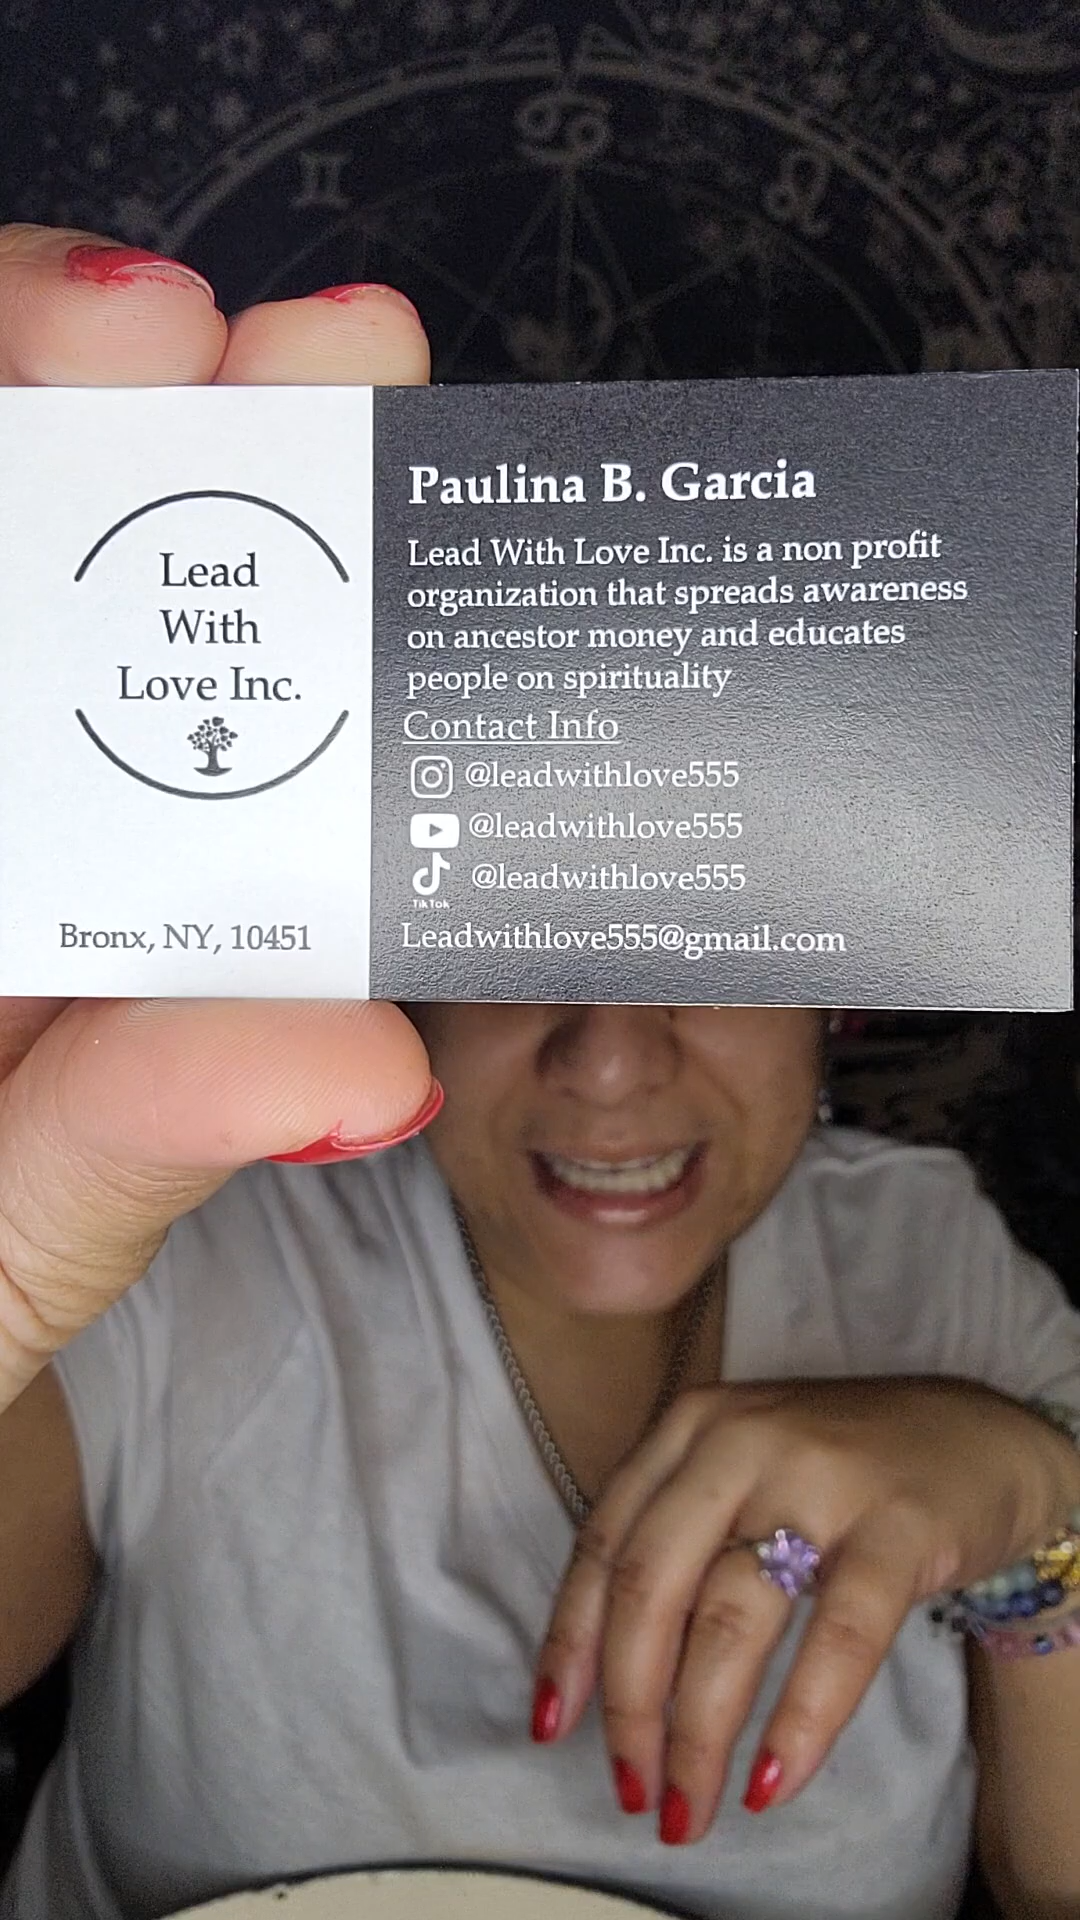 Lead
With
Love Inc.
Bronx, NY, 10451
Paulina B. Garcia
Lead With Love Inc. is a non profit
organization that spreads awareness
on ancestor money and educates
people on spirituality
Contact Info
@leadwithlove555
@leadwithlove555
TikTok
@leadwithlove555
Leadwithlove555@gmail.com